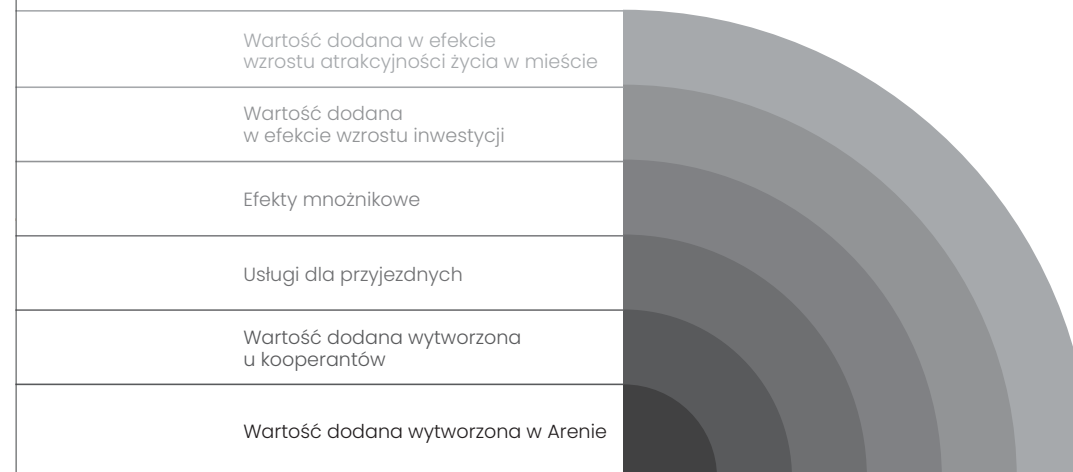 Wartość dodana w efekcie
wzrostu atrakcyjności życia w mieście
Wartość dodana
w efekcie wzrostu inwestycji
Efekty mnożnikowe
Usługi dla przyjezdnych
Wartość dodana wytworzona
u kooperantów
Wartość dodana wytworzona w Arenie